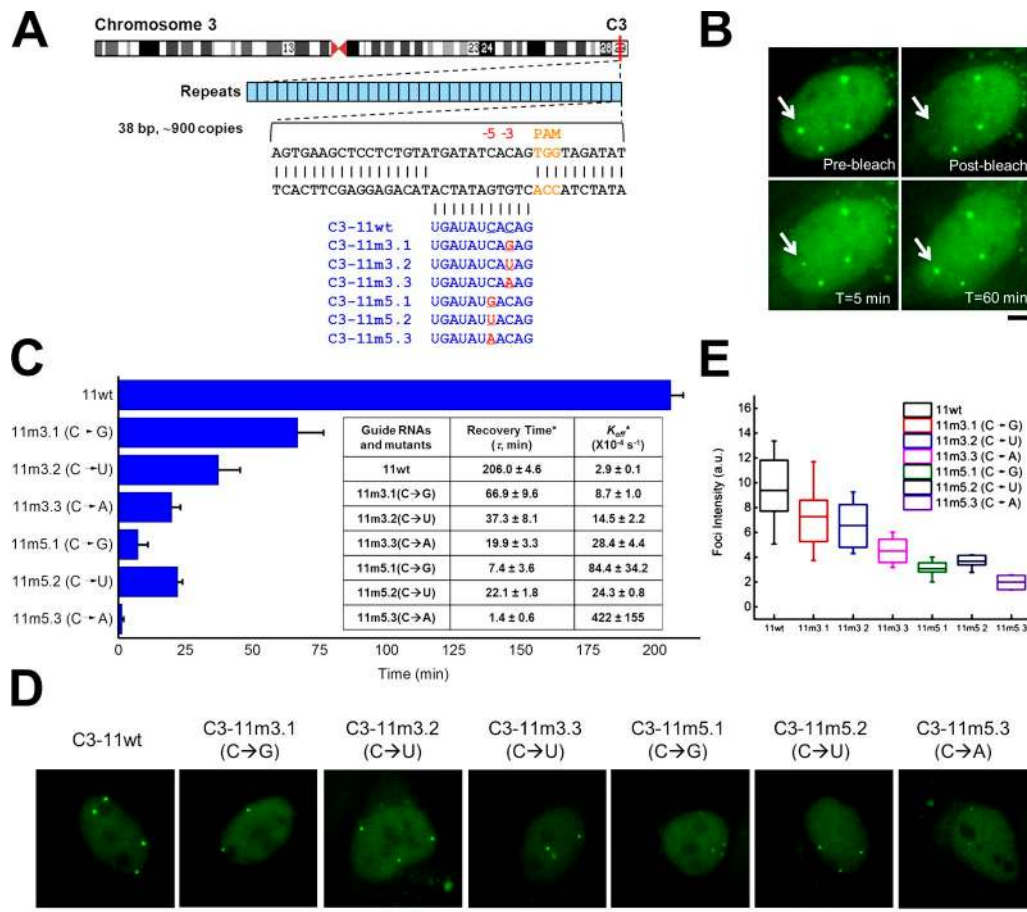 A
Chromosome 3
C3
13
23
24
28
29
Repeats
38 bp, ~900 copies
-5 -3 PAM
AGTGAAGCTCCTCTGTATGATATCACAGTGGTAGATAT
TCACTTCGAGGAGACATACTATAGTGTCACCATCTATA
C3-11wt UGAUAUCACAG
C3-11m3.1 UGAUAUCAGAG
C3-11m3.2 UGAUAUCAUAG
C3-11m3.3 UGAUAUCAAAG
C3-11m5.1 UGAUAUGACAG
C3-11m5.2 UGAUAUUACAG
C3-11m5.3 UGAUAUAACAG
B
Pre-bleach
Post-bleach
T=5 min
T=60 min
C
11wt
11m3.1 (C→G)
11m3.2 (C→U)
11m3.3 (C→A)
11m5.1 (C→G)
11m5.2 (C→U)
11m5.3 (C→A)
0 25 50 75 100 125 150 175 200
Time (min)
Guide RNAs and mutants Recovery Time* (τ, min) Koff* (X10⁻⁵ s⁻¹)
11wt 206.0 ± 4.6 2.9 ± 0.1
11m3.1(C→G) 66.9 ± 9.6 8.7 ± 1.0
11m3.2(C→U) 37.3 ± 8.1 14.5 ± 2.2
11m3.3(C→A) 19.9 ± 3.3 28.4 ± 4.4
11m5.1(C→G) 7.4 ± 3.6 84.4 ± 34.2
11m5.2(C→U) 22.1 ± 1.8 24.3 ± 0.8
11m5.3(C→A) 1.4 ± 0.6 422 ± 155
E
Foci Intensity (a.u.)
16
14
12
10
8
6
4
2
0
11wt
11m3.1 (C→G)
11m3.2 (C→U)
11m3.3 (C→A)
11m5.1 (C→G)
11m5.2 (C→U)
11m5.3 (C→A)
11wt 11m3.1 11m3.2 11m3.3 11m5.1 11m5.2 11m5.3
D
C3-11wt
C3-11m3.1
(C→G)
C3-11m3.2
(C→U)
C3-11m3.3
(C→U)
C3-11m5.1
(C→G)
C3-11m5.2
(C→U)
C3-11m5.3
(C→A)